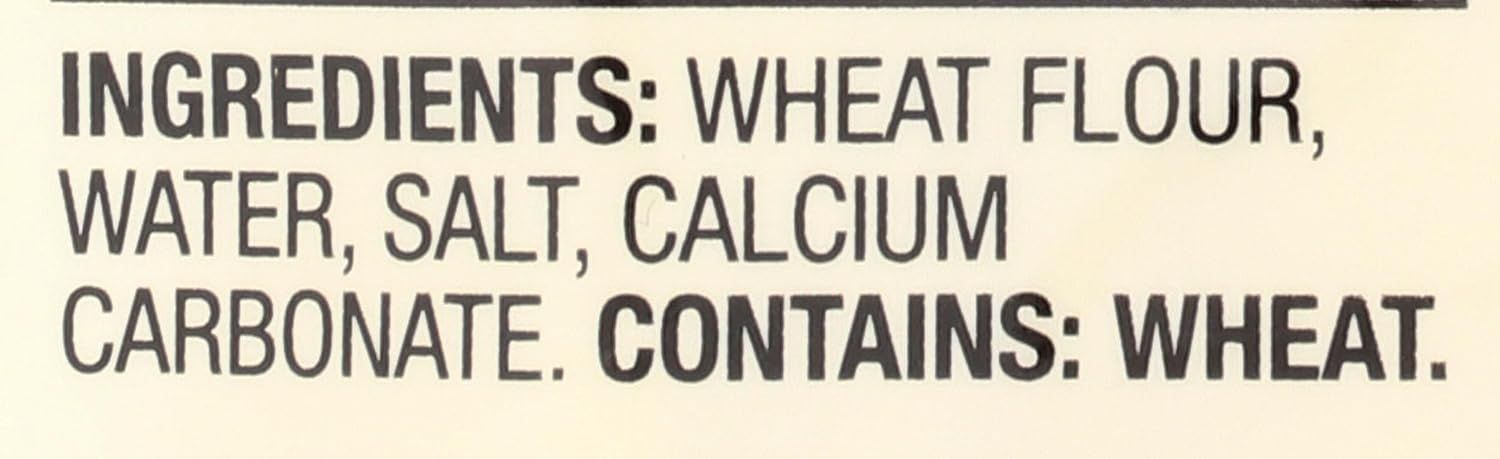 INGREDIENTS: WHEAT FLOUR,
WATER, SALT, CALCIUM
CARBONATE. CONTAINS: WHEAT.